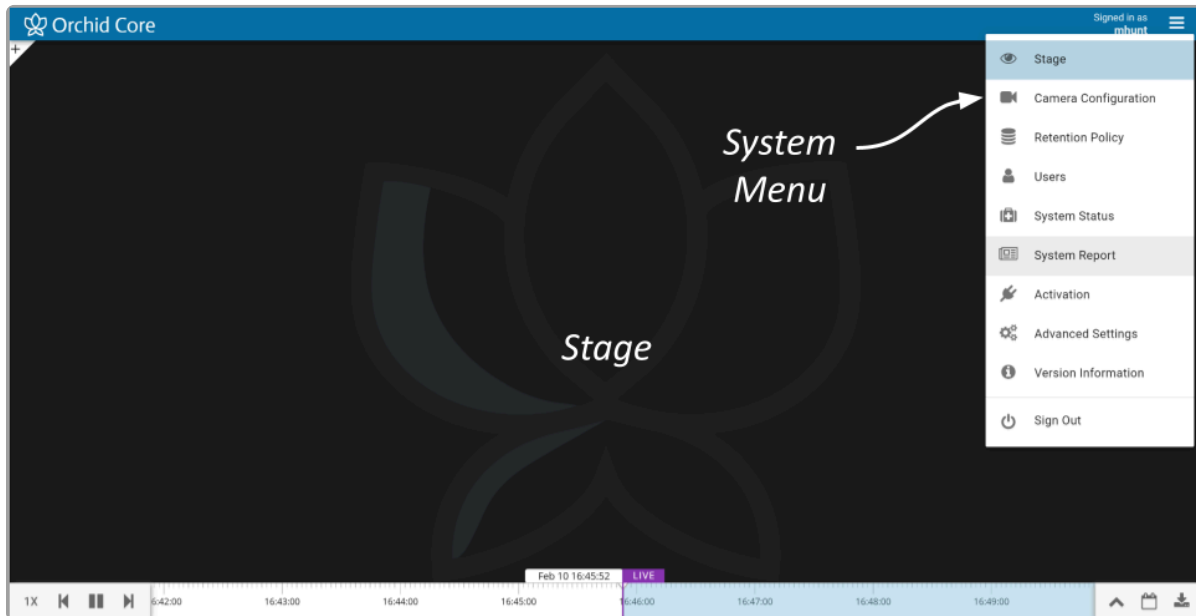 Orchid Core
Signed in as
mhunt
+
Stage
Camera Configuration
System
Menu
Retention Policy
Users
System Status
System Report
Activation
Stage
Advanced Settings
Version Information
Sign Out
Feb 10 16:45:52 LIVE
1X 6:42:00 16:43:00 16:44:00 16:45:00 16:46:00 16:47:00 16:48:00 16:49:00